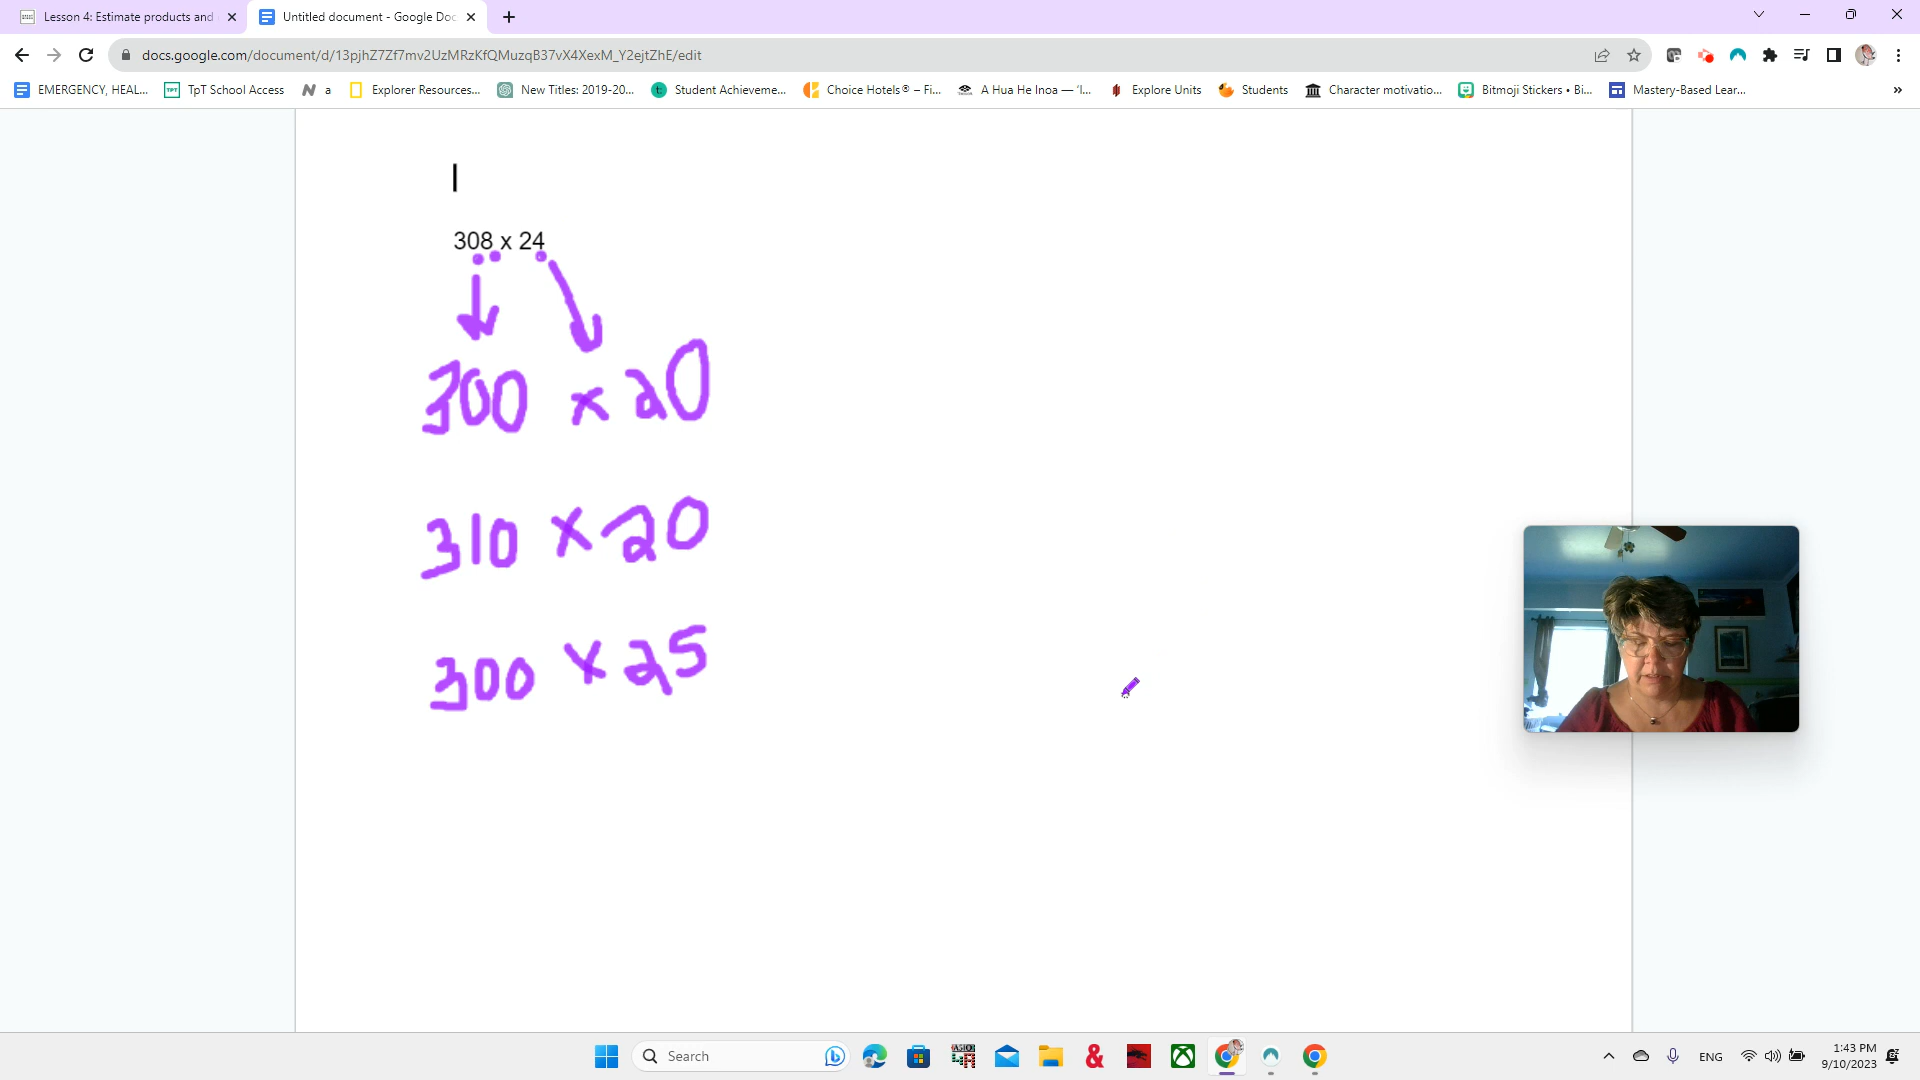 Lesson 4: Estimate products and
Untitled document - Google Doc
docs.google.com/document/d/13pjhZ7Zf7mv2UzMRzKfQMuzqB37vX4XexM_Y2ejtZhE/edit
EMERGENCY, HEAL... TpT School Access a Explorer Resources... New Titles: 2019-20... Student Achieveme... Choice Hotels® – Fi... A Hua He Inoa — ‘I... Explore Units Students Character motivatio... Bitmoji Stickers • Bi... Mastery-Based Lear... »
308 x 24
300 x 20
310 x 20
300 x 25
Search
ENG
1:43 PM
9/10/2023